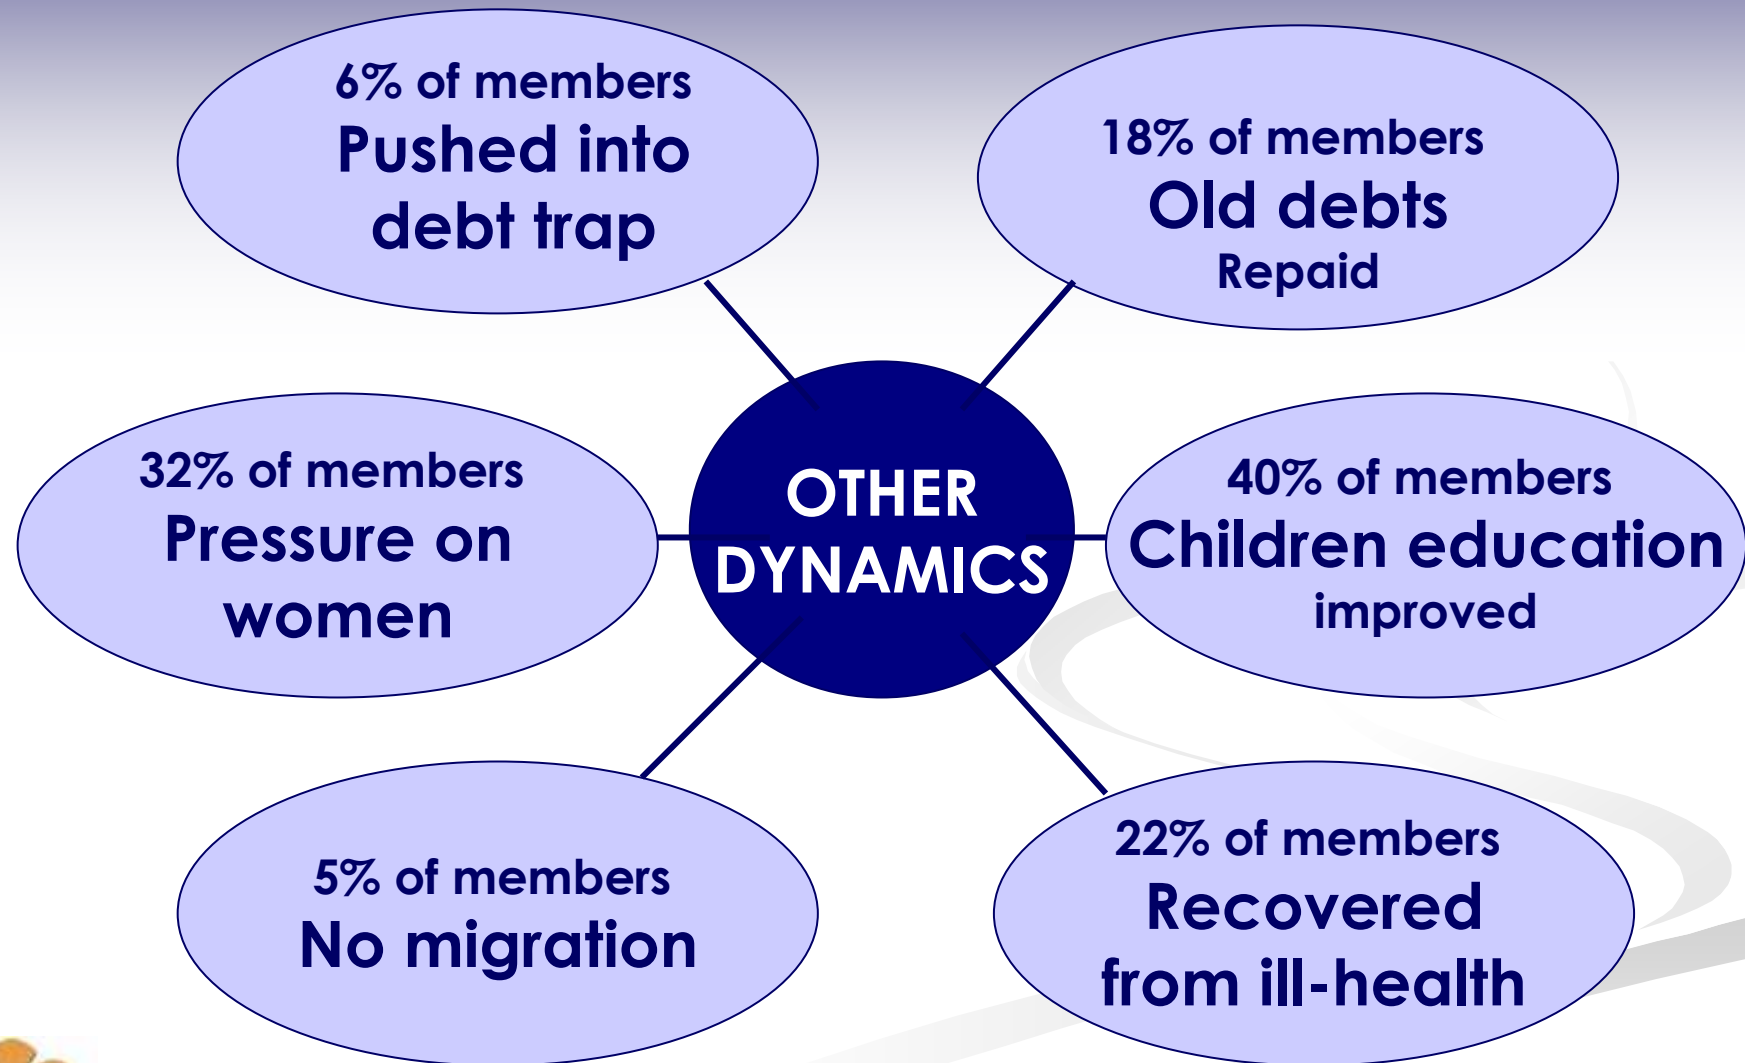 6% of members
Pushed into
debt trap
18% of members
Old debts
Repaid
32% of members
Pressure on
women
OTHER
DYNAMICS
40% of members
Children education
improved
5% of members
No migration
22% of members
Recovered
from ill-health